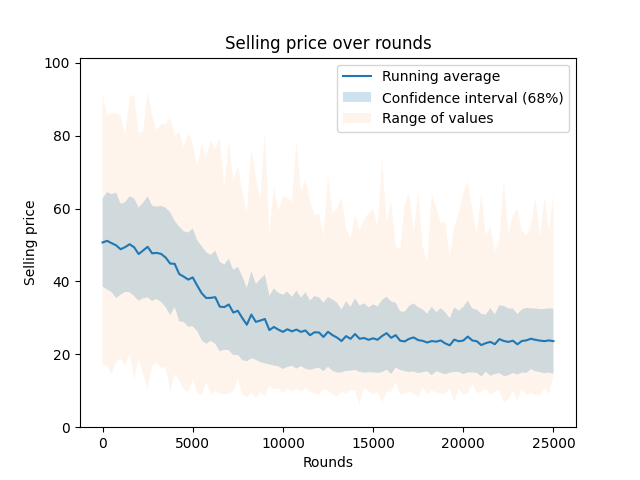 Selling price over rounds
Running average
Confidence interval (68%)
Range of values
Selling price
100
80
60
40
20
0
0 5000 10000 15000 20000 25000
Rounds